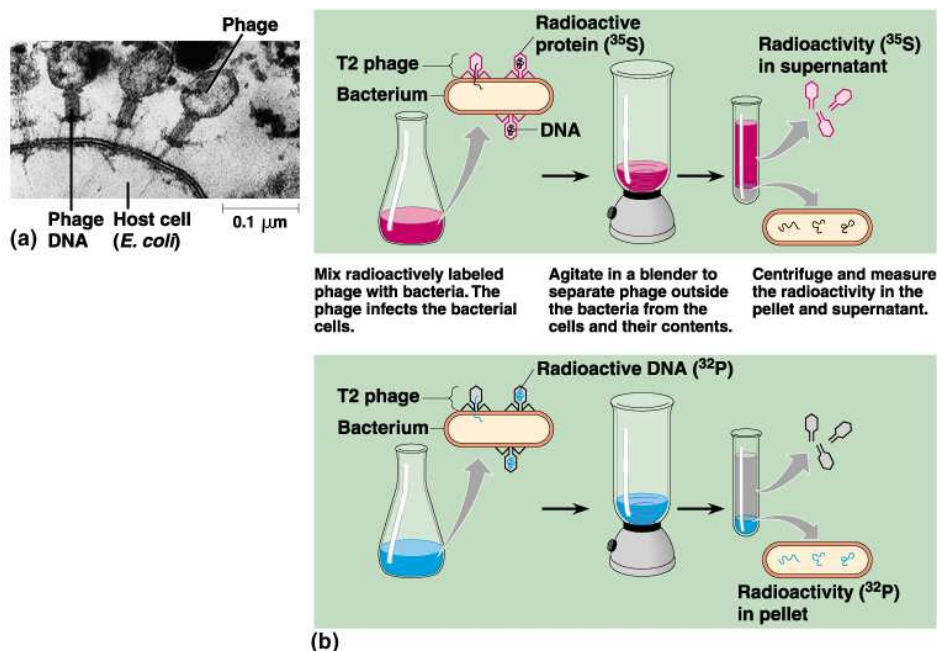 Phage
Phage
DNA
Host cell
(E. coli)
0.1 μm
(a)
Radioactive
protein (³⁵S)
T2 phage
Bacterium
DNA
Radioactivity (³⁵S)
in supernatant
Mix radioactively labeled
phage with bacteria. The
phage infects the bacterial
cells.
Agitate in a blender to
separate phage outside
the bacteria from the
cells and their contents.
Centrifuge and measure
the radioactivity in the
pellet and supernatant.
Radioactive DNA (³²P)
T2 phage
Bacterium
Radioactivity (³²P)
in pellet
(b)